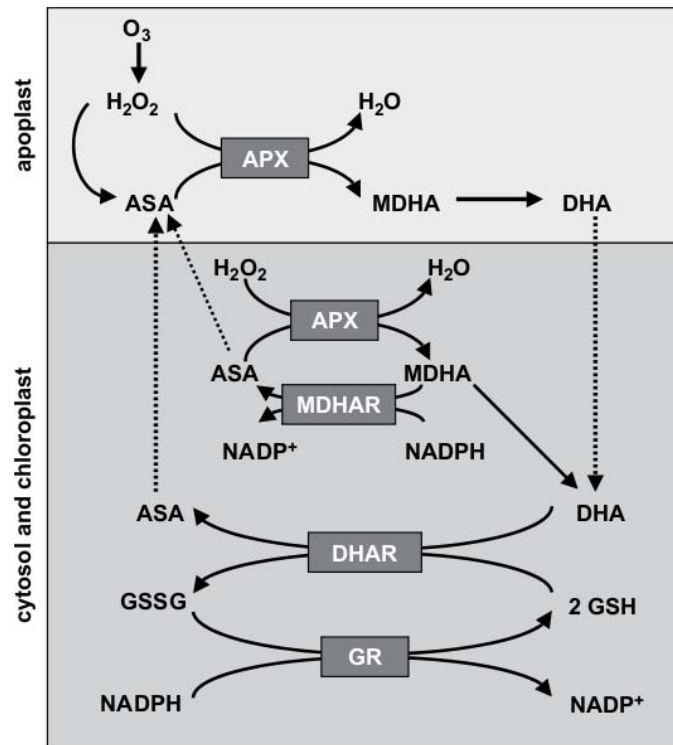 apoplast
O3
H2O2
H2O
APX
ASA
MDHA
DHA
cytosol and chloroplast
H2O2
H2O
APX
ASA
MDHA
MDHAR
NADP+
NADPH
ASA
DHA
DHAR
GSSG
2 GSH
GR
NADPH
NADP+